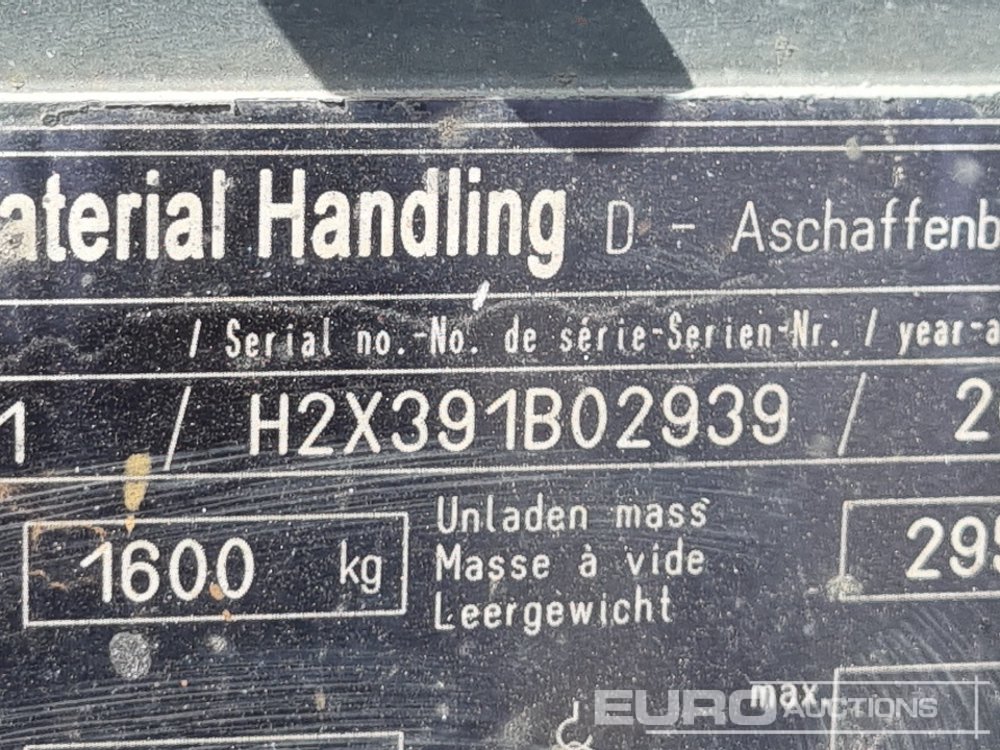 aterial Handling D - Aschaffenb
/ Serial no.-No. de série-Serien-Nr. / year-a
1 / H2X391B02939 / 2
1600 kg
Unladen mass
Masse à vide
Leergewicht
295
max.
EURO AUCTIONS